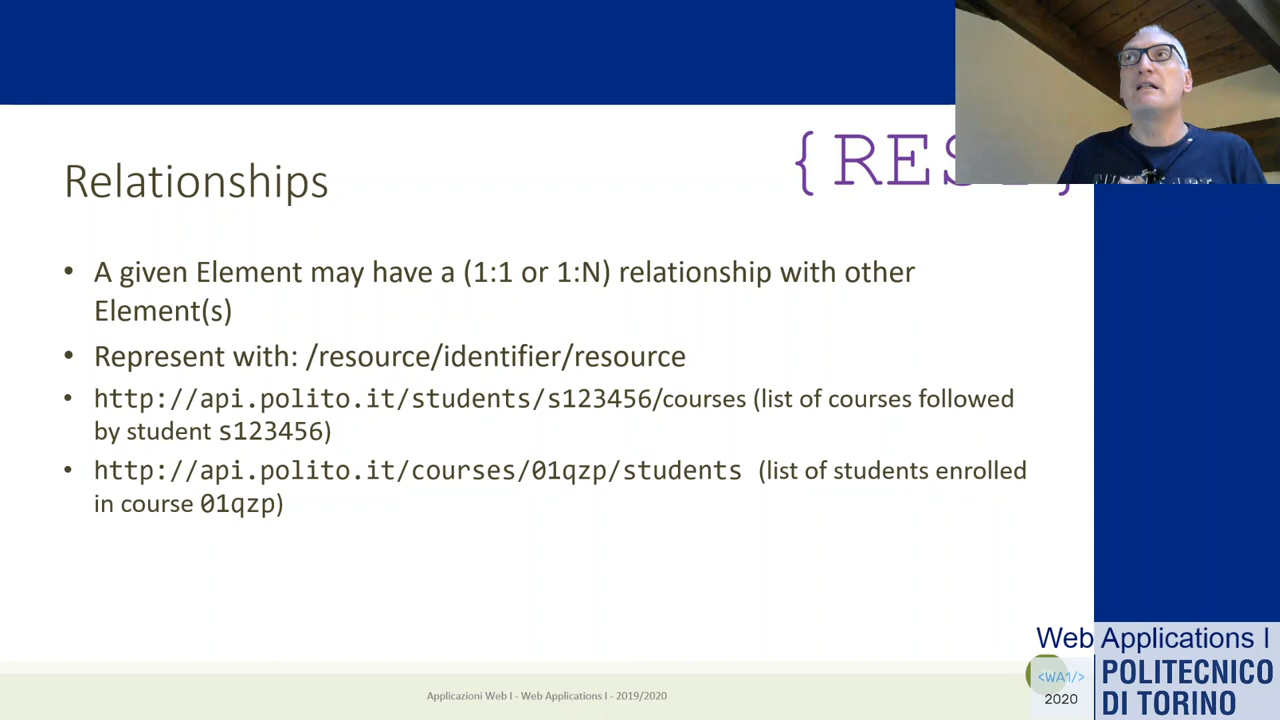 {RES
Relationships
• A given Element may have a (1:1 or 1:N) relationship with other
Element(s)
• Represent with: /resource/identifier/resource
• http://api.polito.it/students/s123456/courses (list of courses followed
by student s123456)
• http://api.polito.it/courses/01qzp/students (list of students enrolled
in course 01qzp)
Applicazioni Web I - Web Applications I - 2019/2020
Web Applications I
<WA1/>
2020
POLITECNICO
DI TORINO